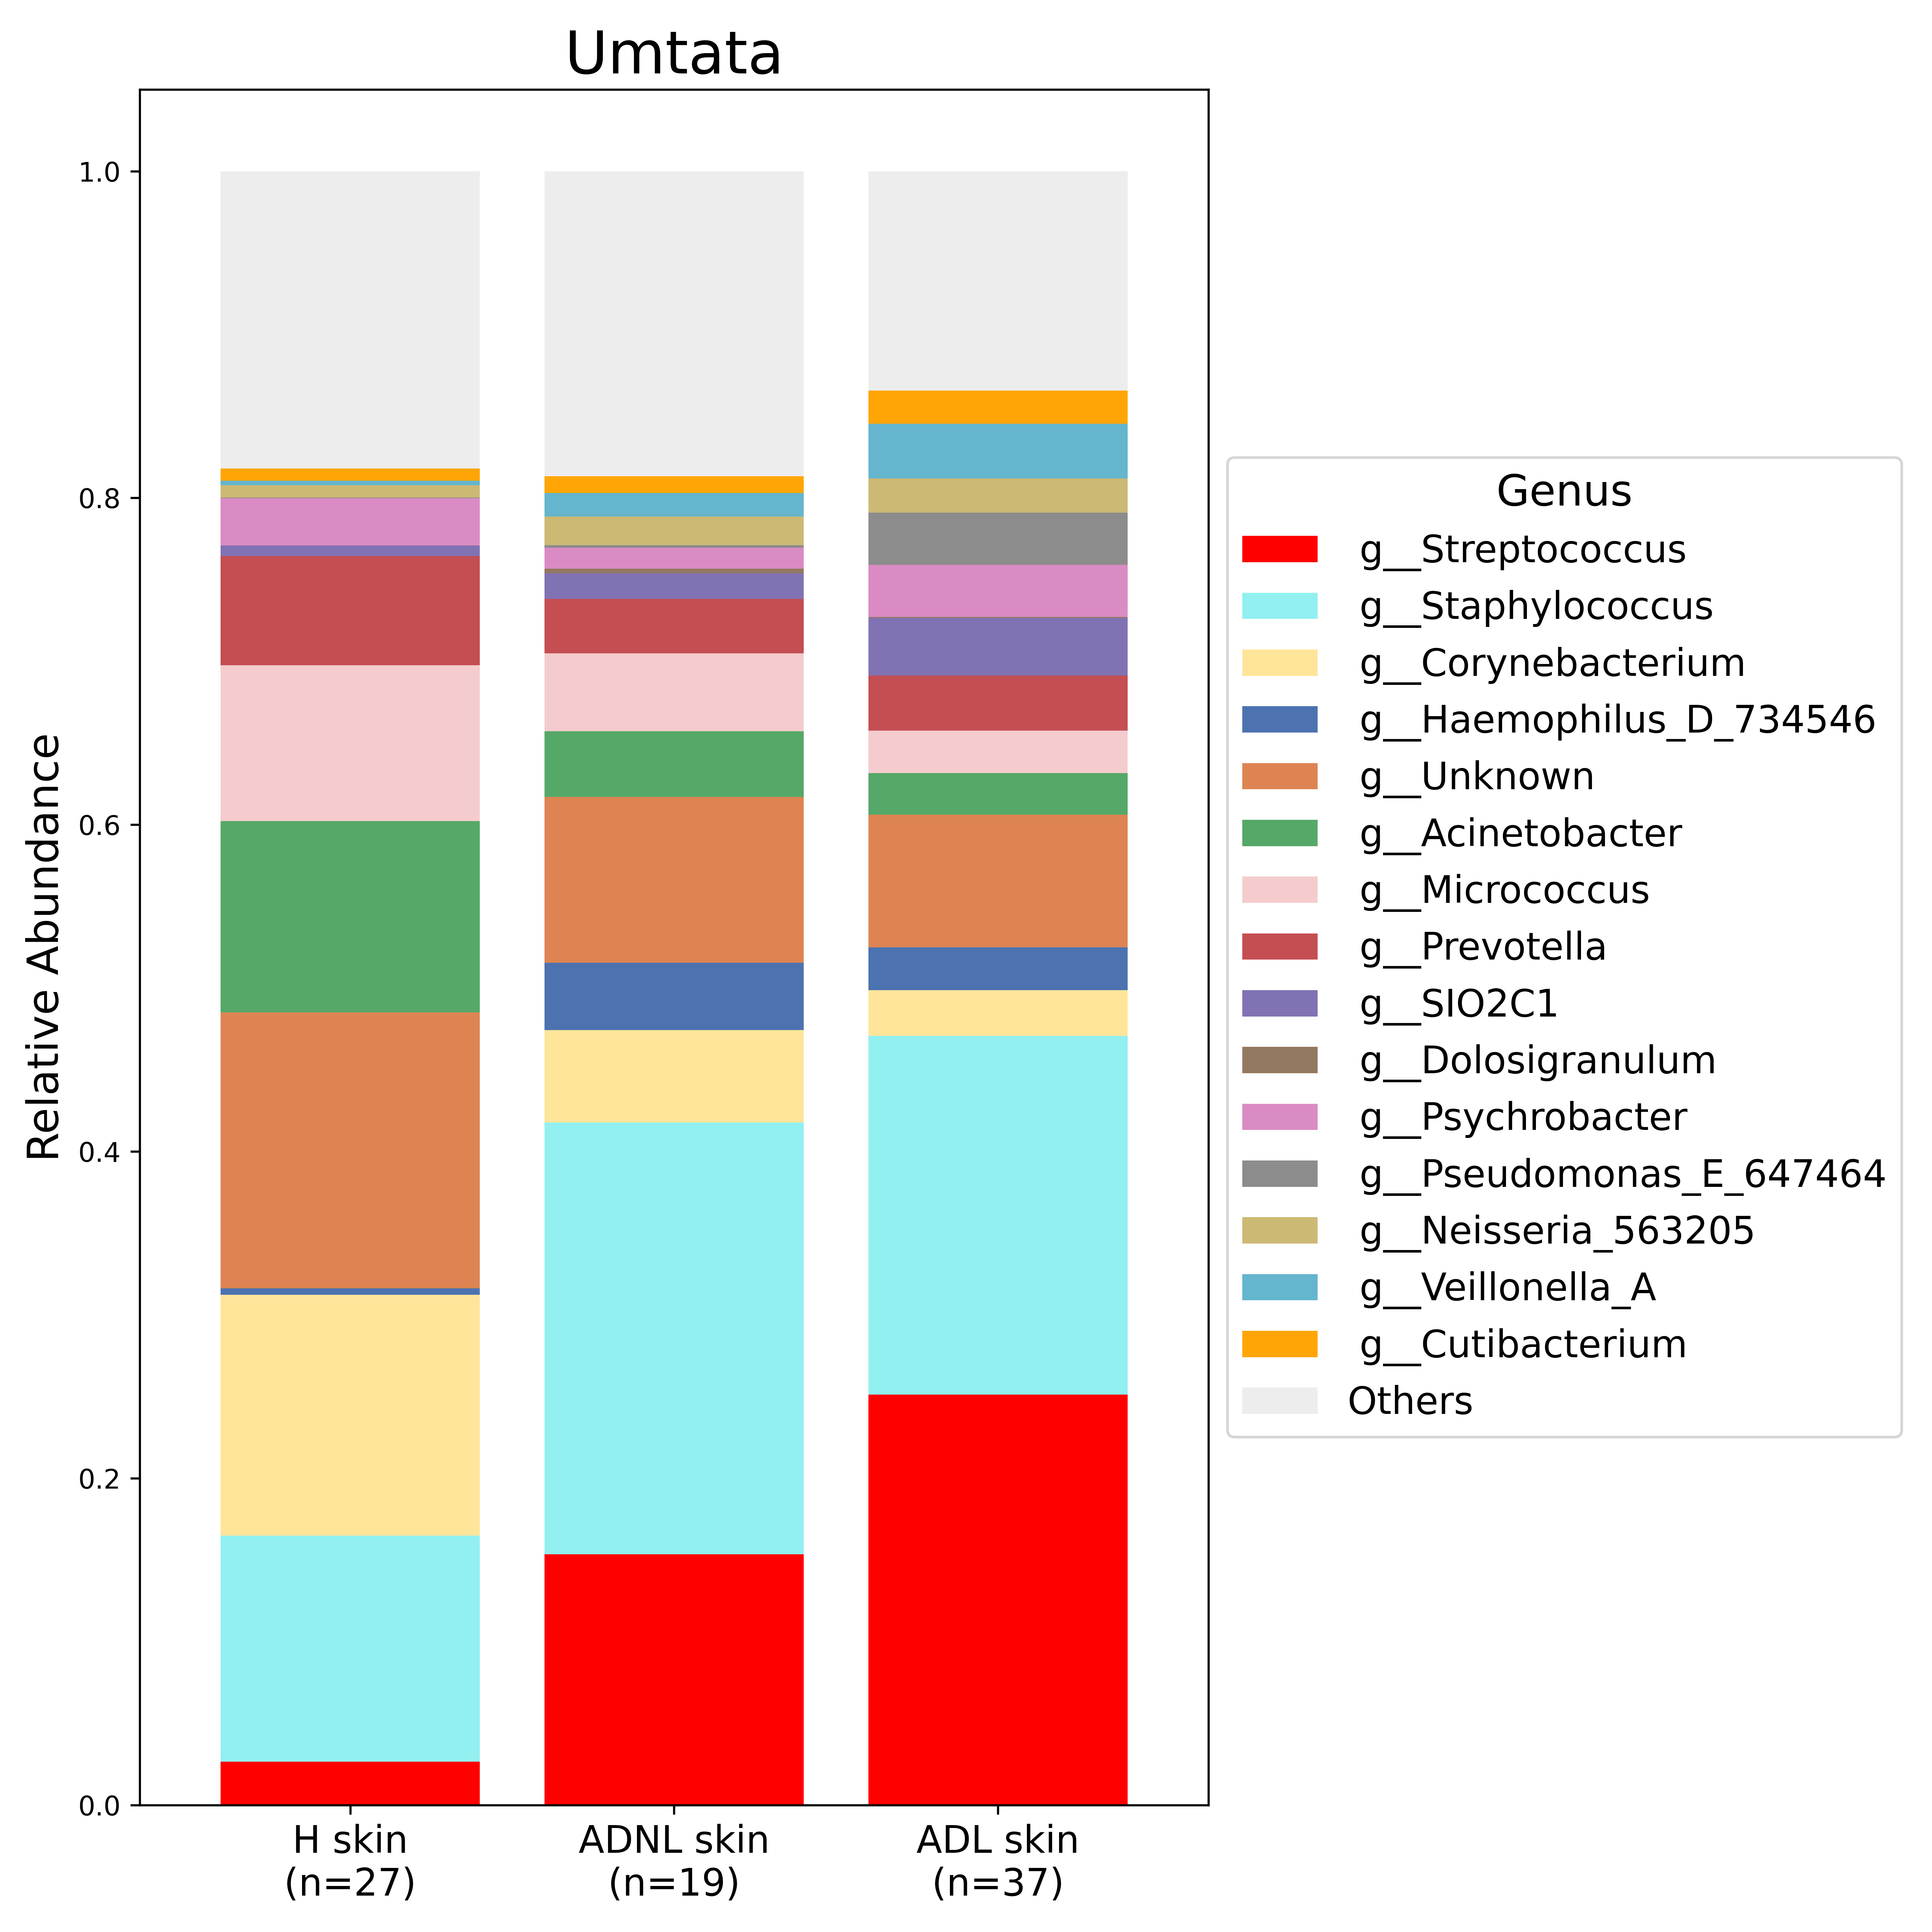 Umtata
1.0
0.8
0.6
0.4
0.2
0.0
Relative Abundance
H skin
(n=27)
ADNL skin
(n=19)
ADL skin
(n=37)
Genus
g__Streptococcus
g__Staphylococcus
g__Corynebacterium
g__Haemophilus_D_734546
g__Unknown
g__Acinetobacter
g__Micrococcus
g__Prevotella
g__SIO2C1
g__Dolosigranulum
g__Psychrobacter
g__Pseudomonas_E_647464
g__Neisseria_563205
g__Veillonella_A
g__Cutibacterium
Others